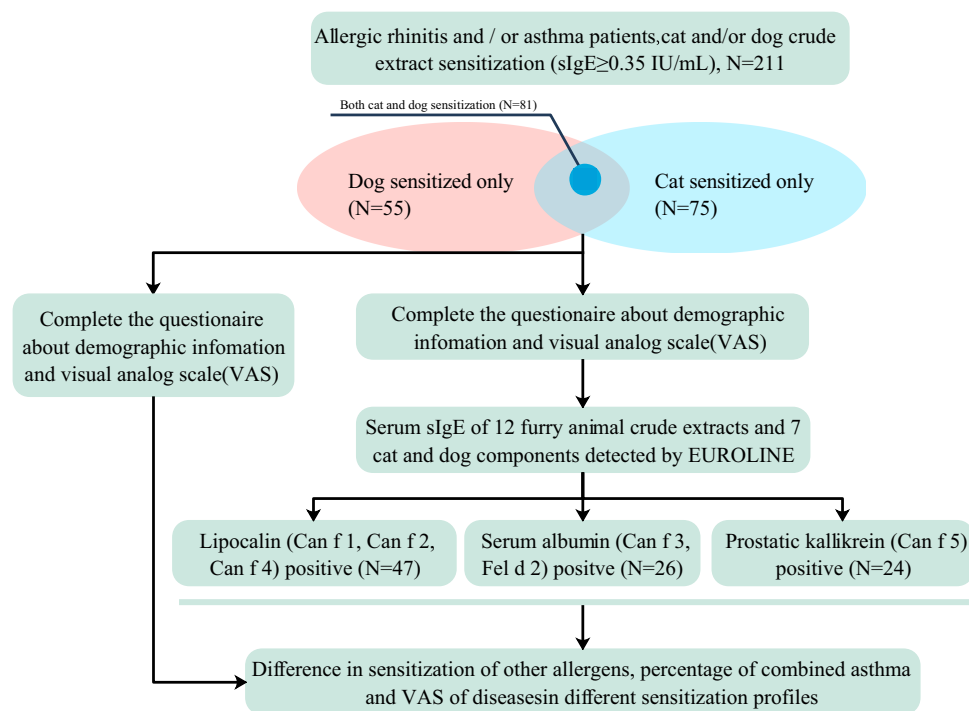 Allergic rhinitis and / or asthma patients,cat and/or dog crude
extract sensitization (sIgE≥0.35 IU/mL), N=211
Both cat and dog sensitization (N=81)
Dog sensitized only
(N=55)
Cat sensitized only
(N=75)
Complete the questionaire
about demographic infomation
and visual analog scale(VAS)
Complete the questionaire about demographic
infomation and visual analog scale(VAS)
Serum sIgE of 12 furry animal crude extracts and 7
cat and dog components detected by EUROLINE
Lipocalin (Can f 1, Can f 2,
Can f 4) positive (N=47)
Serum albumin (Can f 3,
Fel d 2) positve (N=26)
Prostatic kallikrein (Can f 5)
positive (N=24)
Difference in sensitization of other allergens, percentage of combined asthma
and VAS of diseasesin different sensitization profiles